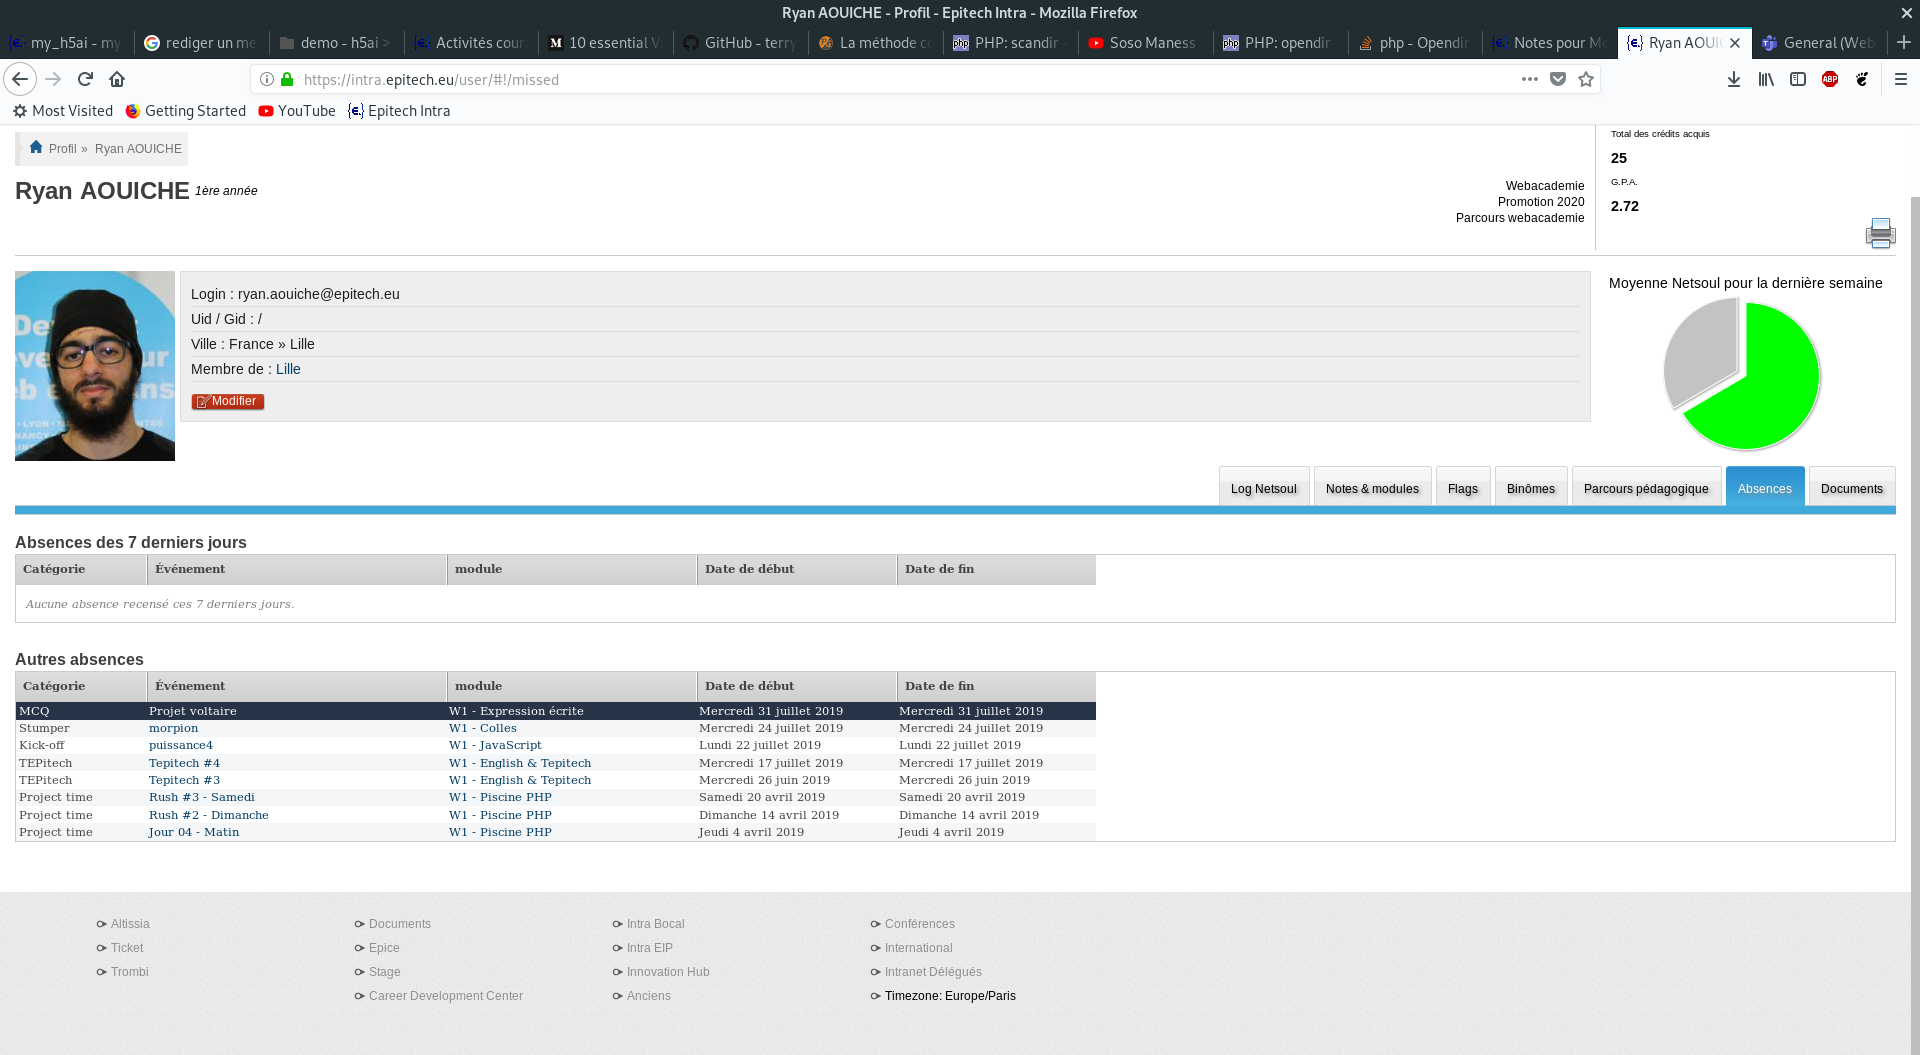 Ryan AOUICHE - Profil - Epitech Intra - Mozilla Firefox
my_h5ai - my
rediger un me
demo - h5ai >
Activités cour
10 essential V
GitHub - terry
La méthode co
PHP: scandir -
Soso Maness
PHP: opendir
php - Opendir
Notes pour Me
Ryan AOUIC
General (Web
https://intra.epitech.eu/user/#!/missed
ABP
Most Visited
Getting Started
YouTube
Epitech Intra
Profil » Ryan AOUICHE
Total des crédits acquis
25
G.P.A.
2.72
Ryan AOUICHE 1ère année
Webacademie
Promotion 2020
Parcours webacademie
Login : ryan.aouiche@epitech.eu
Uid / Gid : /
Ville : France » Lille
Membre de : Lille
Modifier
Moyenne Netsoul pour la dernière semaine
Log Netsoul
Notes & modules
Flags
Binômes
Parcours pédagogique
Absences
Documents
Absences des 7 derniers jours
Catégorie Événement module Date de début Date de fin
Aucune absence recensé ces 7 derniers jours.
Autres absences
Catégorie Événement module Date de début Date de fin
MCQ Projet voltaire W1 - Expression écrite Mercredi 31 juillet 2019 Mercredi 31 juillet 2019
Stumper morpion W1 - Colles Mercredi 24 juillet 2019 Mercredi 24 juillet 2019
Kick-off puissance4 W1 - JavaScript Lundi 22 juillet 2019 Lundi 22 juillet 2019
TEPitech Tepitech #4 W1 - English & Tepitech Mercredi 17 juillet 2019 Mercredi 17 juillet 2019
TEPitech Tepitech #3 W1 - English & Tepitech Mercredi 26 juin 2019 Mercredi 26 juin 2019
Project time Rush #3 - Samedi W1 - Piscine PHP Samedi 20 avril 2019 Samedi 20 avril 2019
Project time Rush #2 - Dimanche W1 - Piscine PHP Dimanche 14 avril 2019 Dimanche 14 avril 2019
Project time Jour 04 - Matin W1 - Piscine PHP Jeudi 4 avril 2019 Jeudi 4 avril 2019
Altissia
Ticket
Trombi
Documents
Epice
Stage
Career Development Center
Intra Bocal
Intra EIP
Innovation Hub
Anciens
Conférences
International
Intranet Délégués
Timezone: Europe/Paris